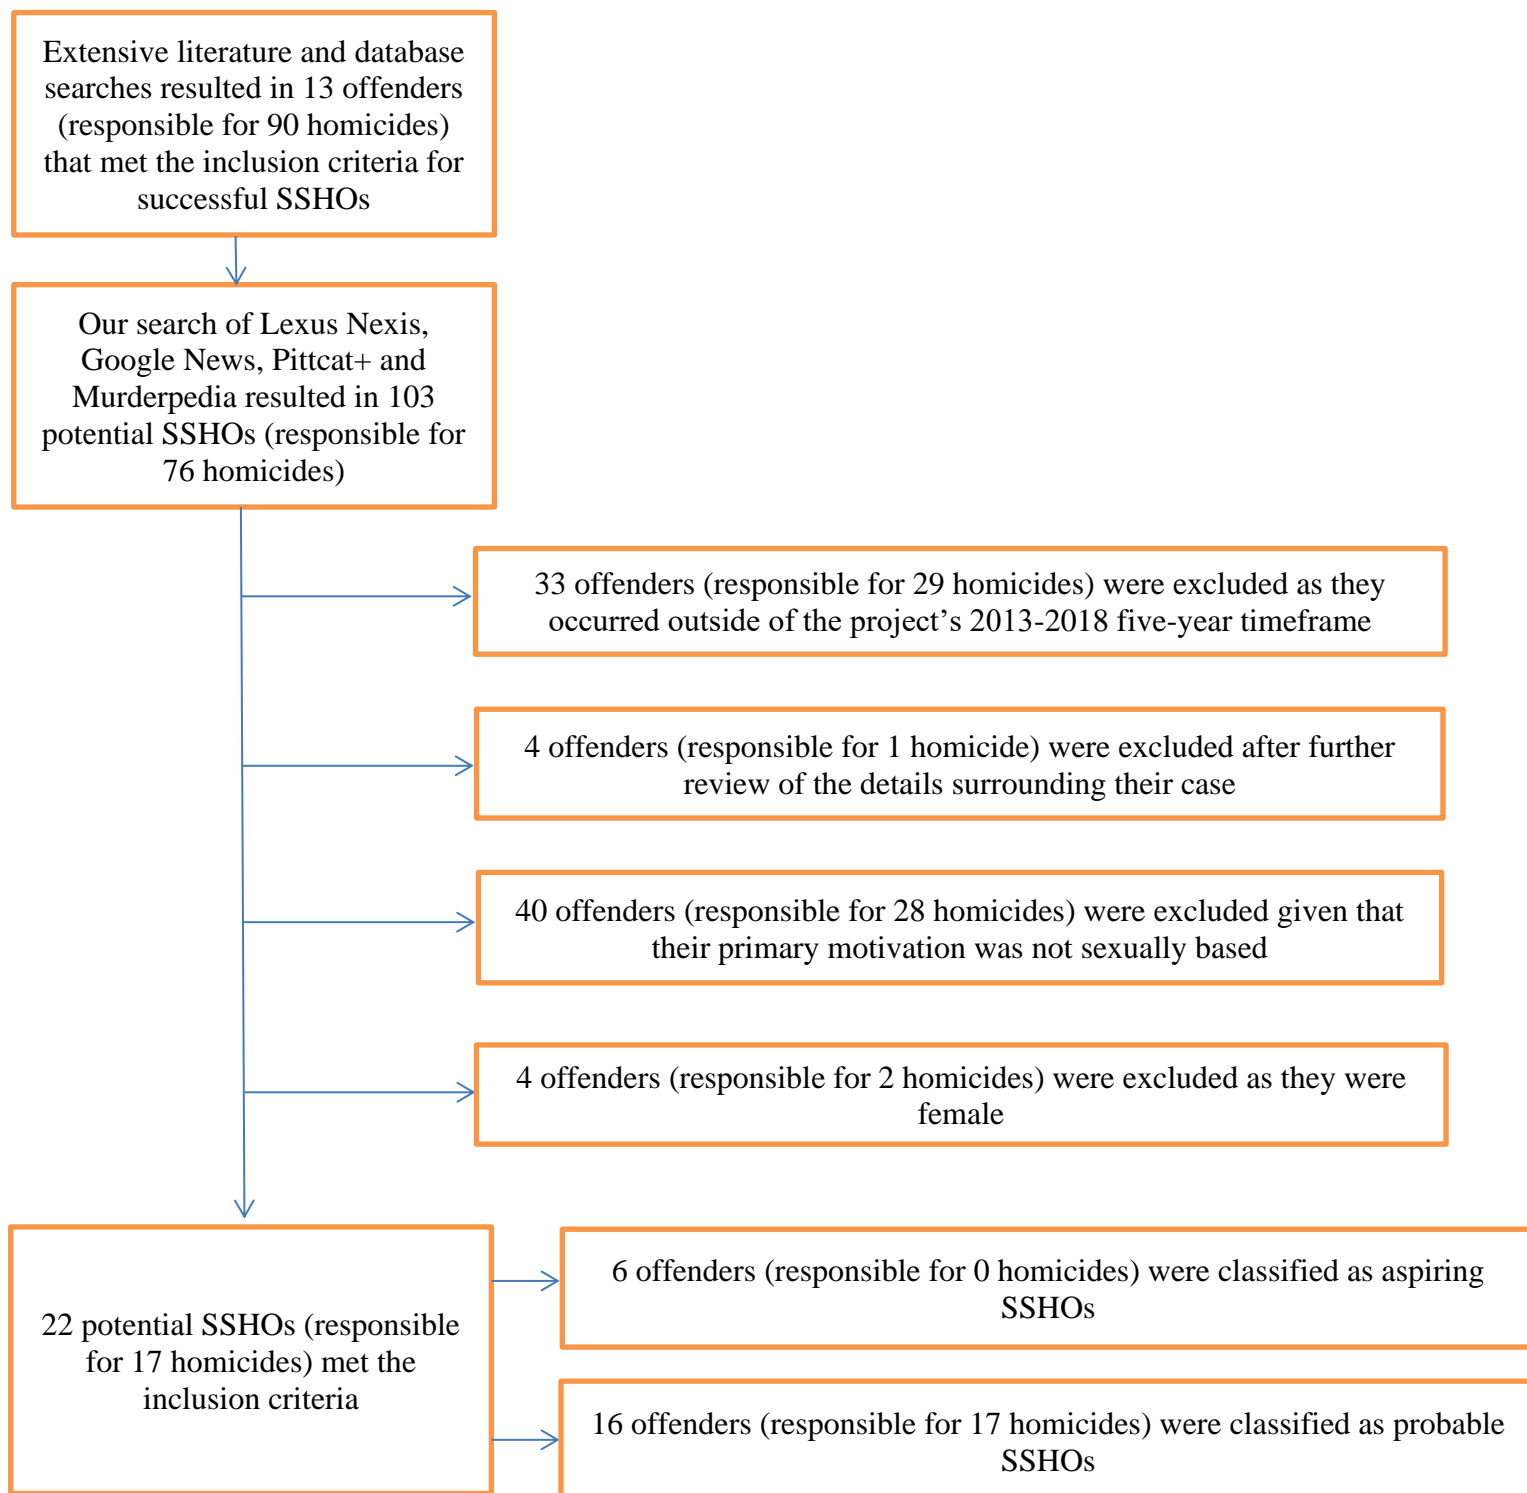 Extensive literature and database
searches resulted in 13 offenders
(responsible for 90 homicides)
that met the inclusion criteria for
successful SSHOs
Our search of Lexus Nexis,
Google News, Pittcat+ and
Murderpedia resulted in 103
potential SSHOs (responsible for
76 homicides)
33 offenders (responsible for 29 homicides) were excluded as they
occurred outside of the project’s 2013-2018 five-year timeframe
4 offenders (responsible for 1 homicide) were excluded after further
review of the details surrounding their case
40 offenders (responsible for 28 homicides) were excluded given that
their primary motivation was not sexually based
4 offenders (responsible for 2 homicides) were excluded as they were
female
22 potential SSHOs (responsible
for 17 homicides) met the
inclusion criteria
6 offenders (responsible for 0 homicides) were classified as aspiring
SSHOs
16 offenders (responsible for 17 homicides) were classified as probable
SSHOs